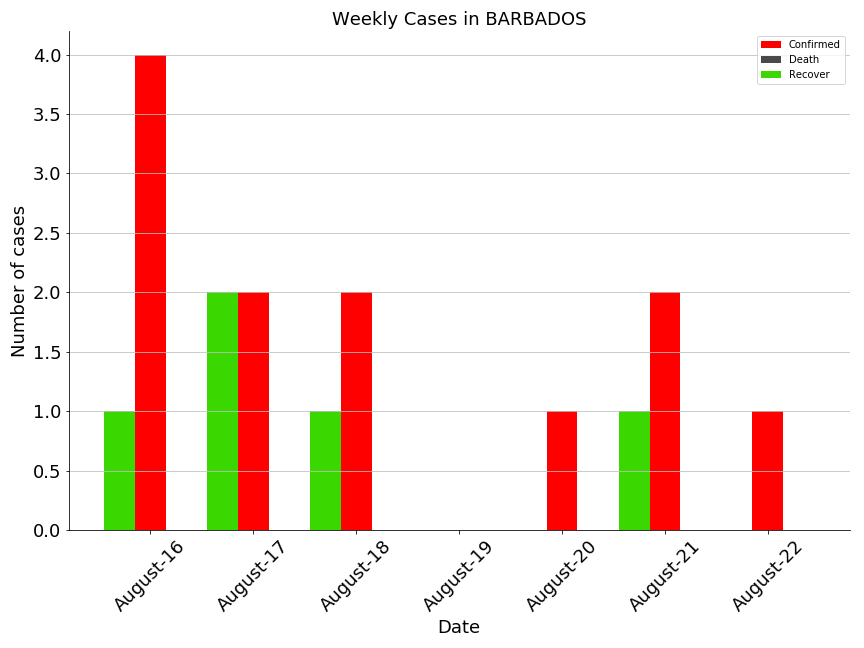 Weekly Cases in BARBADOS
Confirmed
Death
Recover
Number of cases
4.0
3.5
3.0
2.5
2.0
1.5
1.0
0.5
0.0
August-16
August-17
August-18
August-19
August-20
August-21
August-22
Date